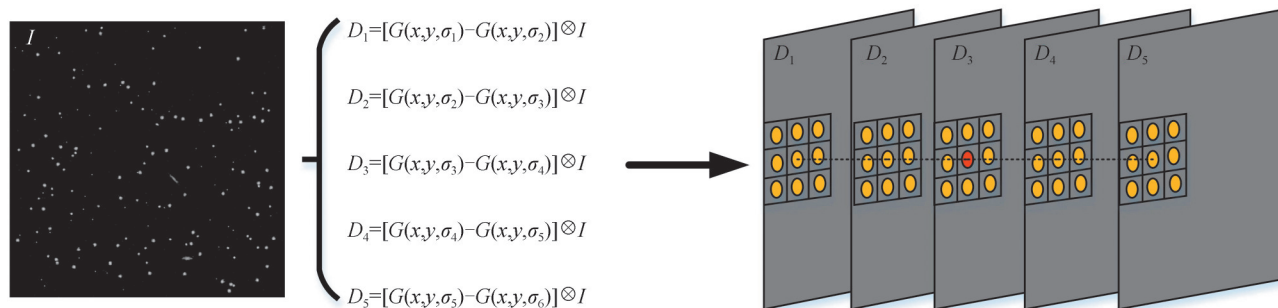 I
D₁=[G(x,y,σ₁)−G(x,y,σ₂)]⊗I
D₂=[G(x,y,σ₂)−G(x,y,σ₃)]⊗I
D₃=[G(x,y,σ₃)−G(x,y,σ₄)]⊗I
D₄=[G(x,y,σ₄)−G(x,y,σ₅)]⊗I
D₅=[G(x,y,σ₅)−G(x,y,σ₆)]⊗I
D₁ D₂ D₃ D₄ D₅